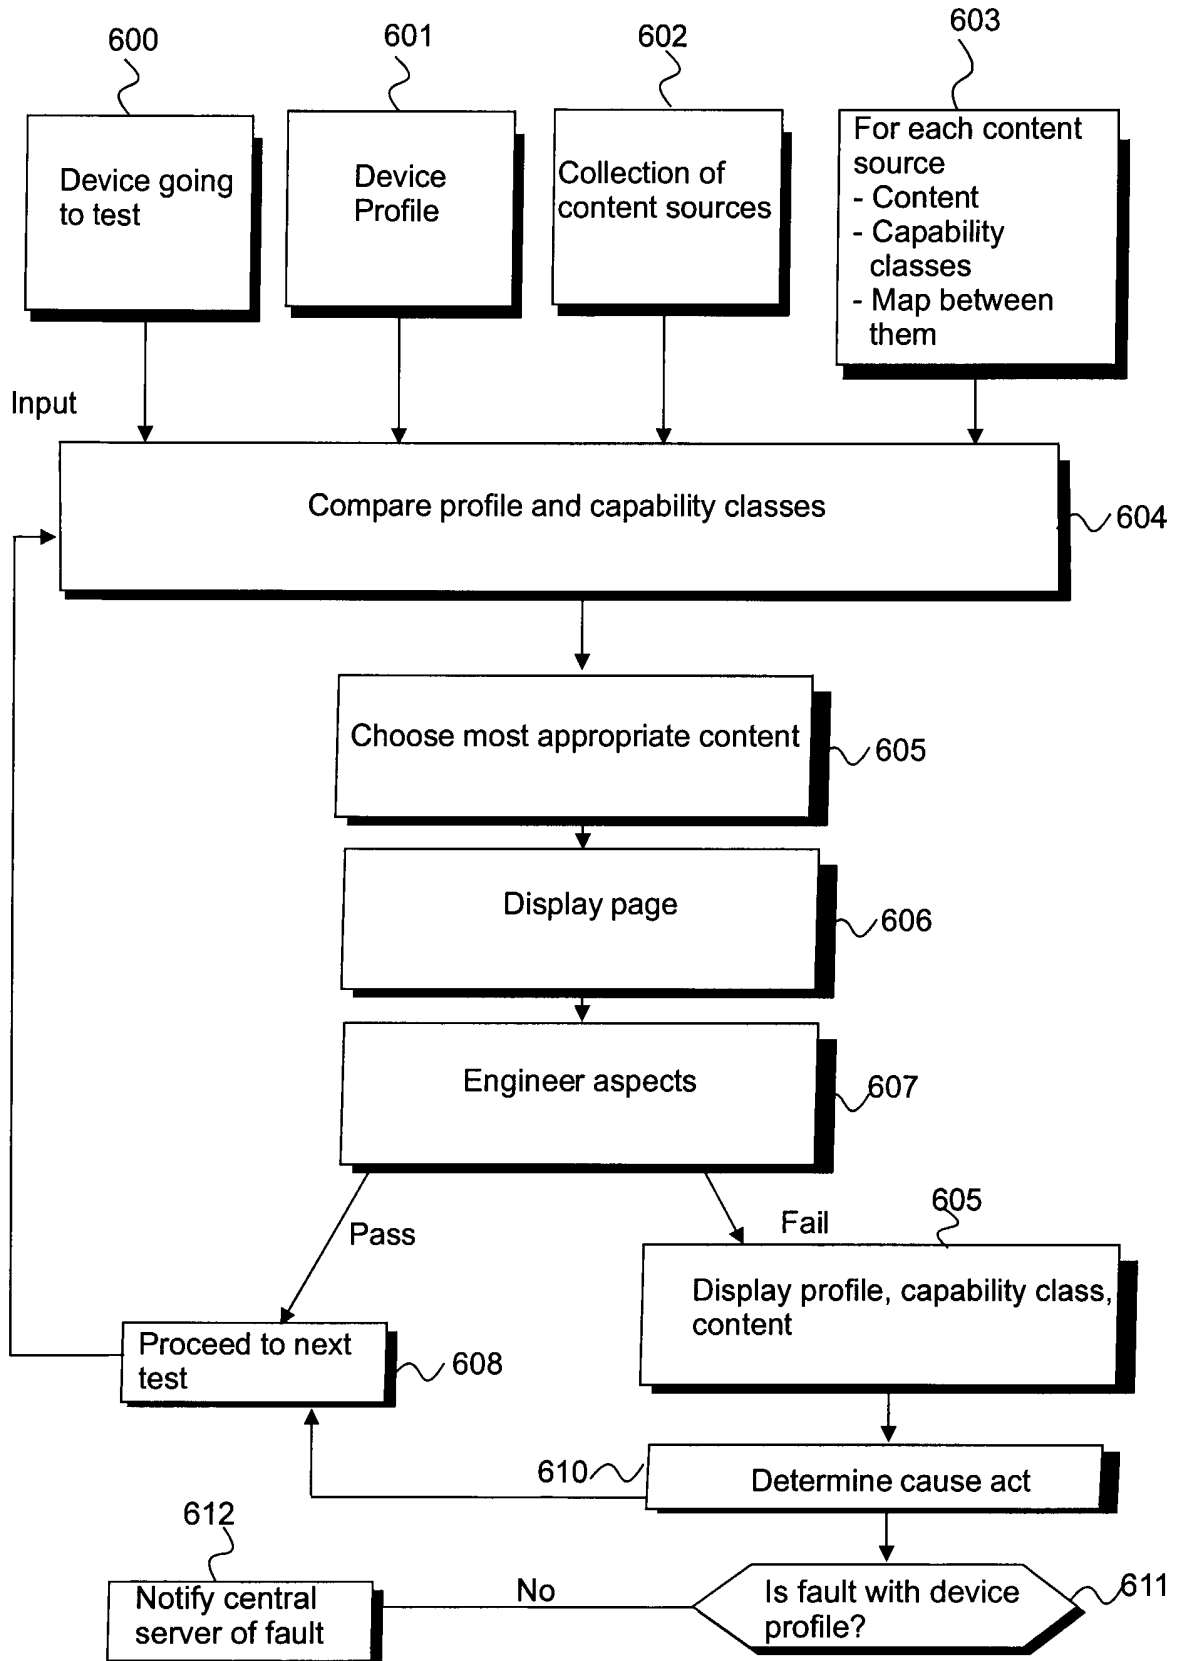 600
601
602
603
Device going
to test
Device
Profile
Collection of
content sources
For each content
source
- Content
- Capability
classes
- Map between
them
Input
Compare profile and capability classes
604
Choose most appropriate content
605
Display page
606
Engineer aspects
607
Pass
Fail
605
Display profile, capability class,
content
Proceed to next
test
608
610
Determine cause act
612
Notify central
server of fault
No
Is fault with device
profile?
611